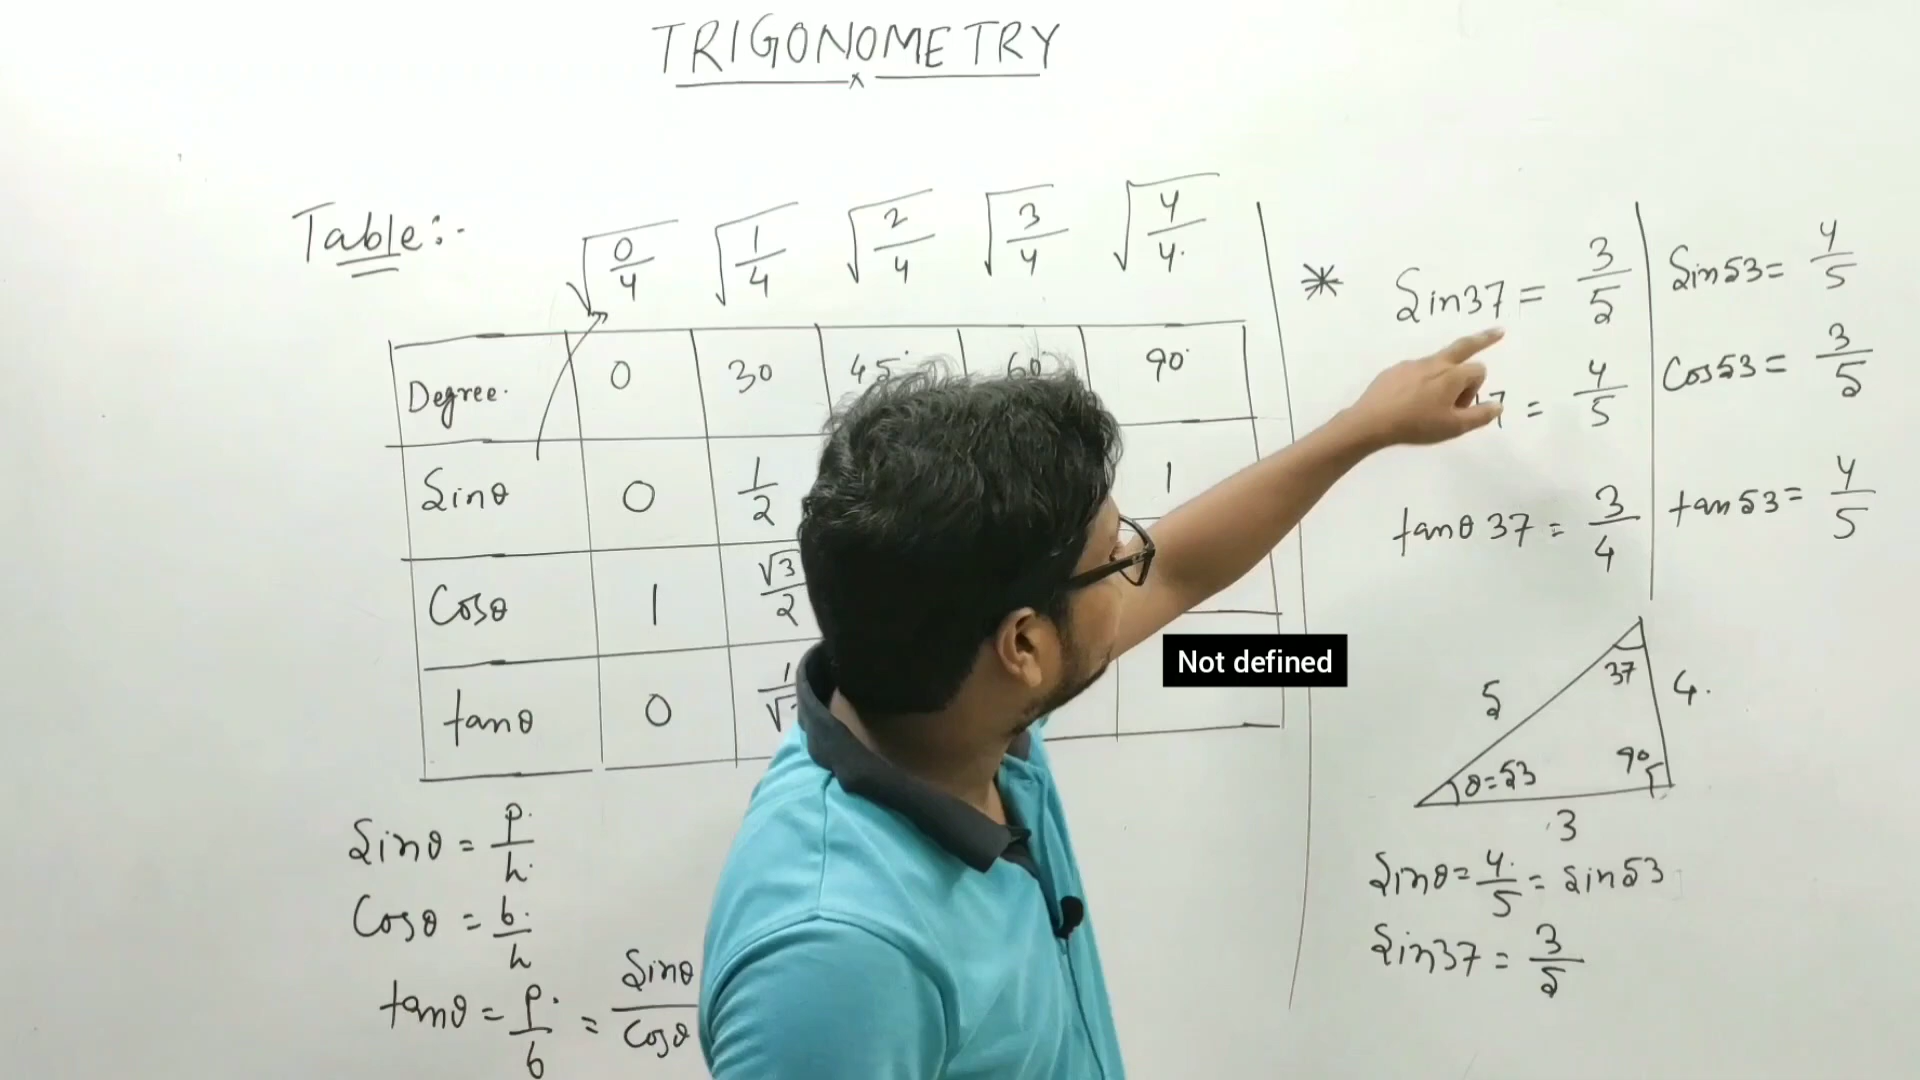 TRIGONOMETRY
Table:-
√0/4 √1/4 √2/4 √3/4 √4/4
Degree 0 30 45° 60° 90°
Sinθ 0 1/2 1
Cosθ 1 √3/2
tanθ 0
Not defined
Sinθ = p/h
Cosθ = b/h
tanθ = p/b = Sinθ/Cosθ
* Sin37 = 3/5
7 = 4/5
tanθ 37 = 3/4
Sin53 = 4/5
Cos53 = 3/5
tan53 = 4/5
37
5
4
θ=53
90
3
Sinθ = 4/5 = Sin53
Sin37 = 3/5